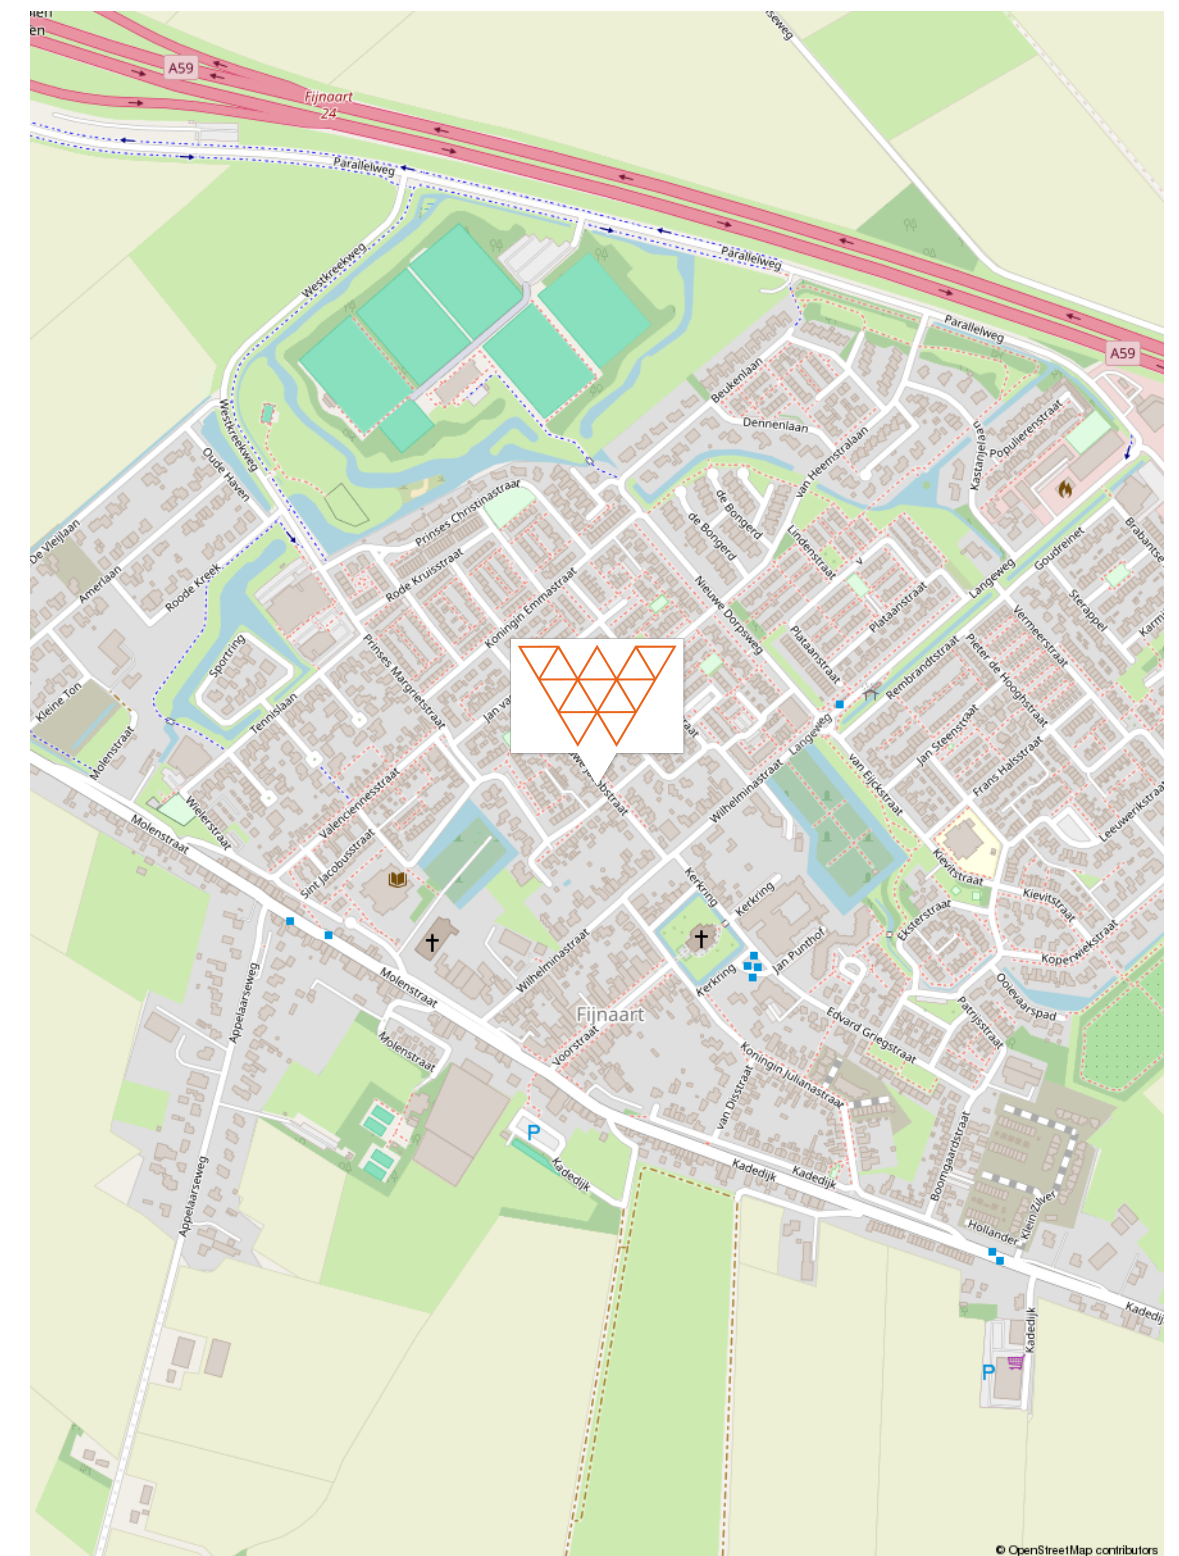 en
A59
Fijnaart
24
Parallelweg
Westkreekweg
Parallelweg
Parallelweg
A59
Beukenlaan
Dennenlaan
van Heemstralaan
Kastanjelaan
Populierenstraat
Westkreekweg
Oude Haven
Prinses Christinastraat
de Bongerd
de Bongerd
Lindenstraat
Goudreinet
Langeweg
De Vleijlaan
Amerlaan
Roode Kreek
Rode Kruisstraat
Koningin Emmastraat
Nieuwe Dorpsweg
Plataanstraat
Plataanstraat
Sterappel
Vermeerstraat
Sportring
Prinses Margrietstraat
Rembrandtstraat
Pieter de Hooghstraat
Kleine Ton
Tennislaan
Molenstraat
Langeweg
Jan Steenstraat
Frans Halsstraat
van Eijckstraat
Wilhelminastraat
Leeuwerikstraat
Wielerstraat
Valenciennesstraat
Molenstraat
Sint Jacobusstraat
Kerkring
Kerkring
Kievitstraat
Kievitstraat
Eksterstraat
Koperwiekstraat
Jan Punthof
Wilhelminastraat
Kerkring
Molenstraat
Appelaarseweg
Fijnaart
Ooievaarspad
Patrijsstraat
Edvard Griegstraat
Voorstraat
Molenstraat
Koningin Julianastraat
van Disstraat
P
Kadedijk
Kadedijk
Kadedijk
Boomgaardstraat
Appelaarseweg
Klein Zilver
Hollander
Kadedijk
Kadedijk
P
© OpenStreetMap contributors